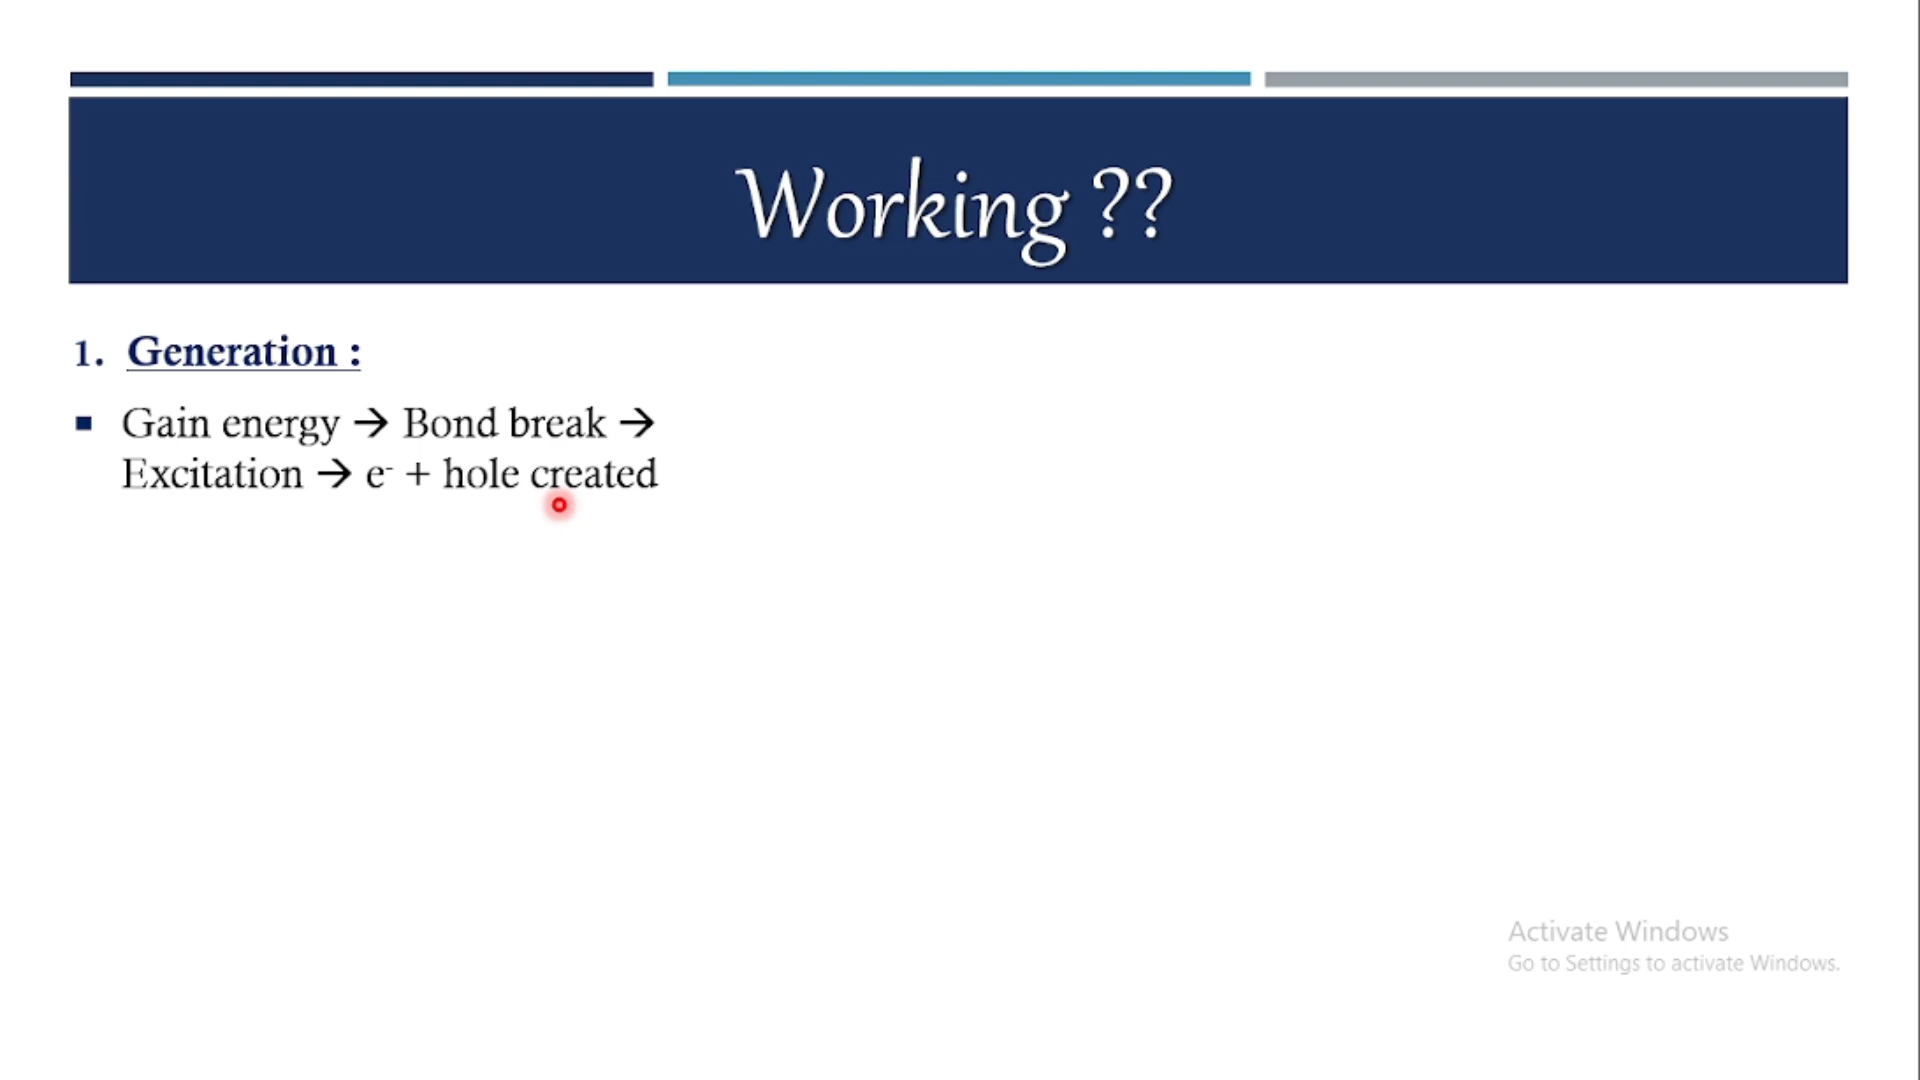 Working ??
1. Generation :
▪ Gain energy → Bond break →
Excitation → e⁻ + hole created
Activate Windows
Go to Settings to activate Windows.